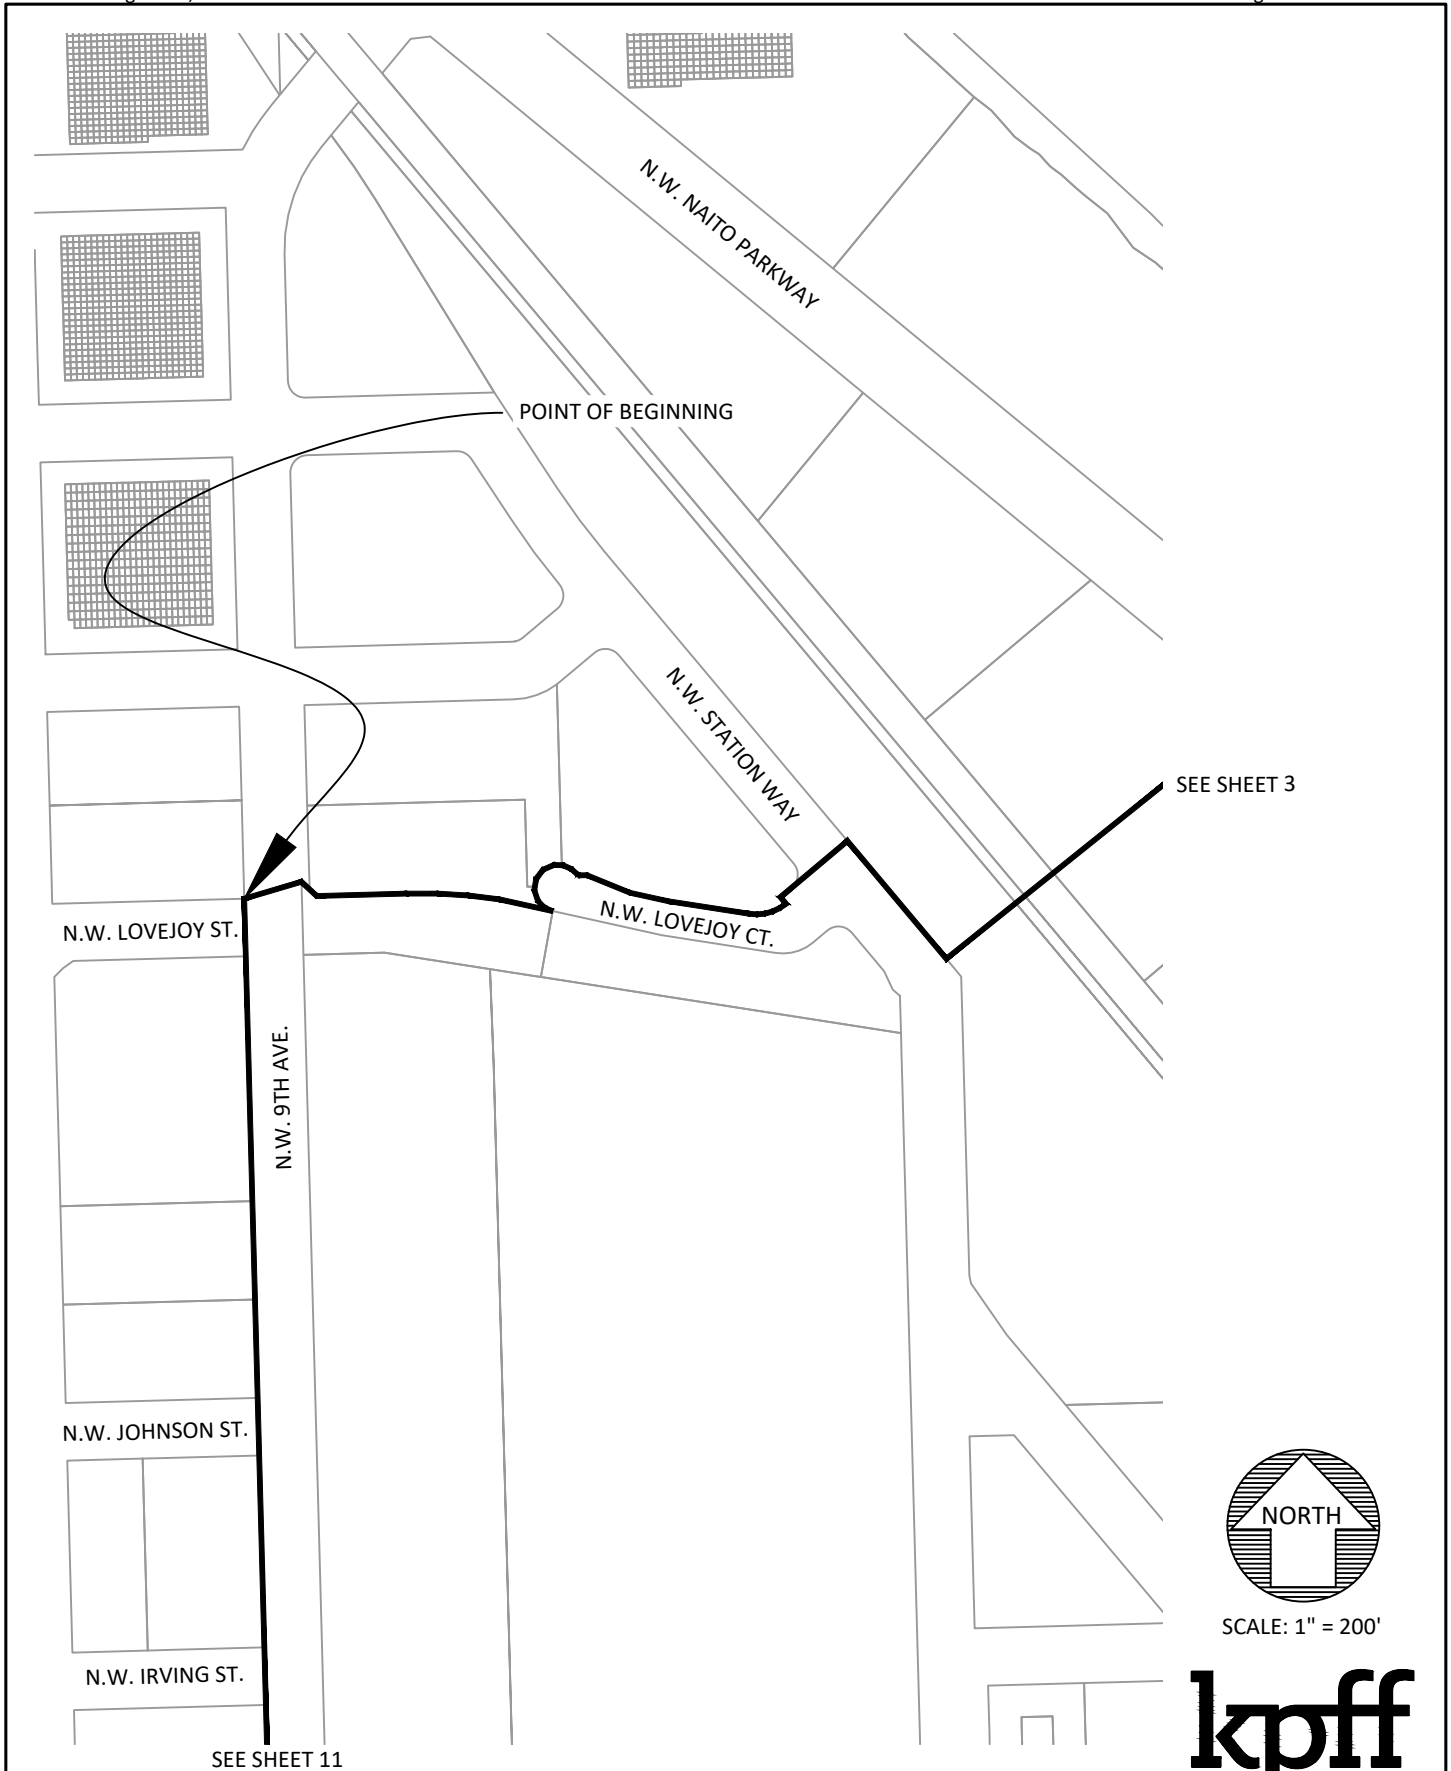 N.W. NAITO PARKWAY
POINT OF BEGINNING
N.W. STATION WAY
SEE SHEET 3
N.W. LOVEJOY ST.
N.W. LOVEJOY CT.
N.W. 9TH AVE.
N.W. JOHNSON ST.
NORTH
SCALE: 1" = 200'
N.W. IRVING ST.
kpff
SEE SHEET 11